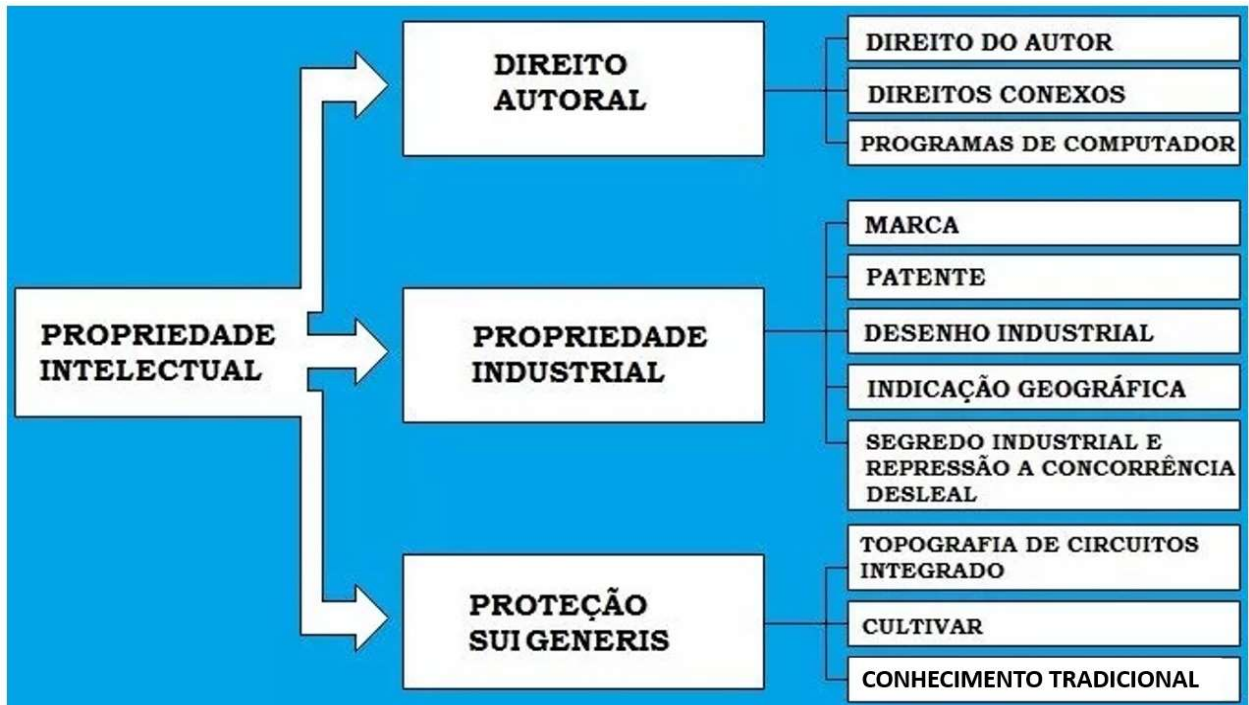 PROPRIEDADE
INTELECTUAL
DIREITO
AUTORAL
DIREITO DO AUTOR
DIREITOS CONEXOS
PROGRAMAS DE COMPUTADOR
PROPRIEDADE
INDUSTRIAL
MARCA
PATENTE
DESENHO INDUSTRIAL
INDICAÇÃO GEOGRÁFICA
SEGREDO INDUSTRIAL E
REPRESSÃO A CONCORRÊNCIA
DESLEAL
PROTEÇÃO
SUI GENERIS
TOPOGRAFIA DE CIRCUITOS
INTEGRADO
CULTIVAR
CONHECIMENTO TRADICIONAL